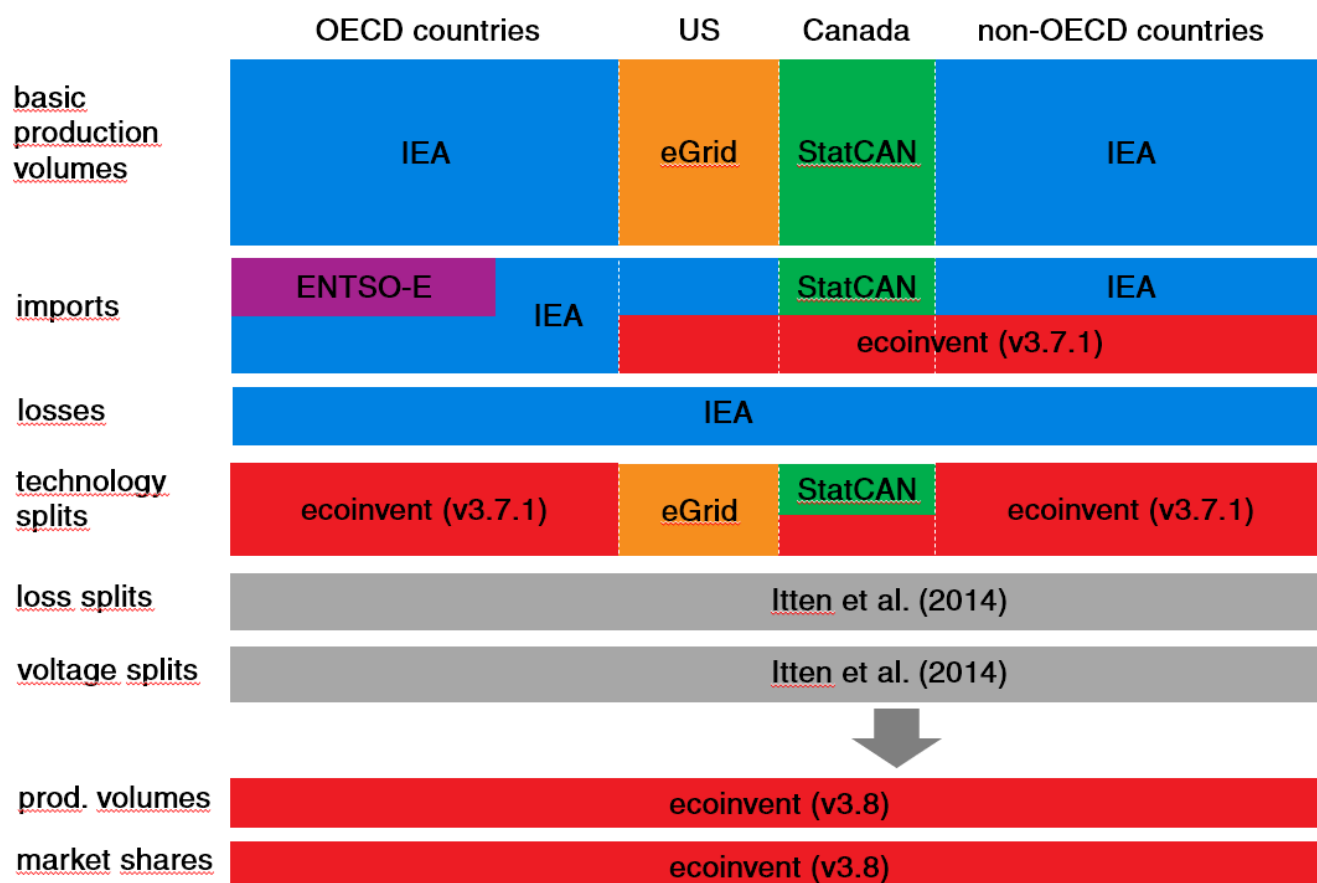 OECD countries US Canada non-OECD countries
basic
production
volumes
IEA eGrid StatCAN IEA
imports
ENTSO-E StatCAN IEA
IEA
ecoinvent (v3.7.1)
losses
IEA
technology
splits
StatCAN
ecoinvent (v3.7.1) eGrid ecoinvent (v3.7.1)
loss splits
Itten et al. (2014)
voltage splits
Itten et al. (2014)
prod. volumes
ecoinvent (v3.8)
market shares
ecoinvent (v3.8)